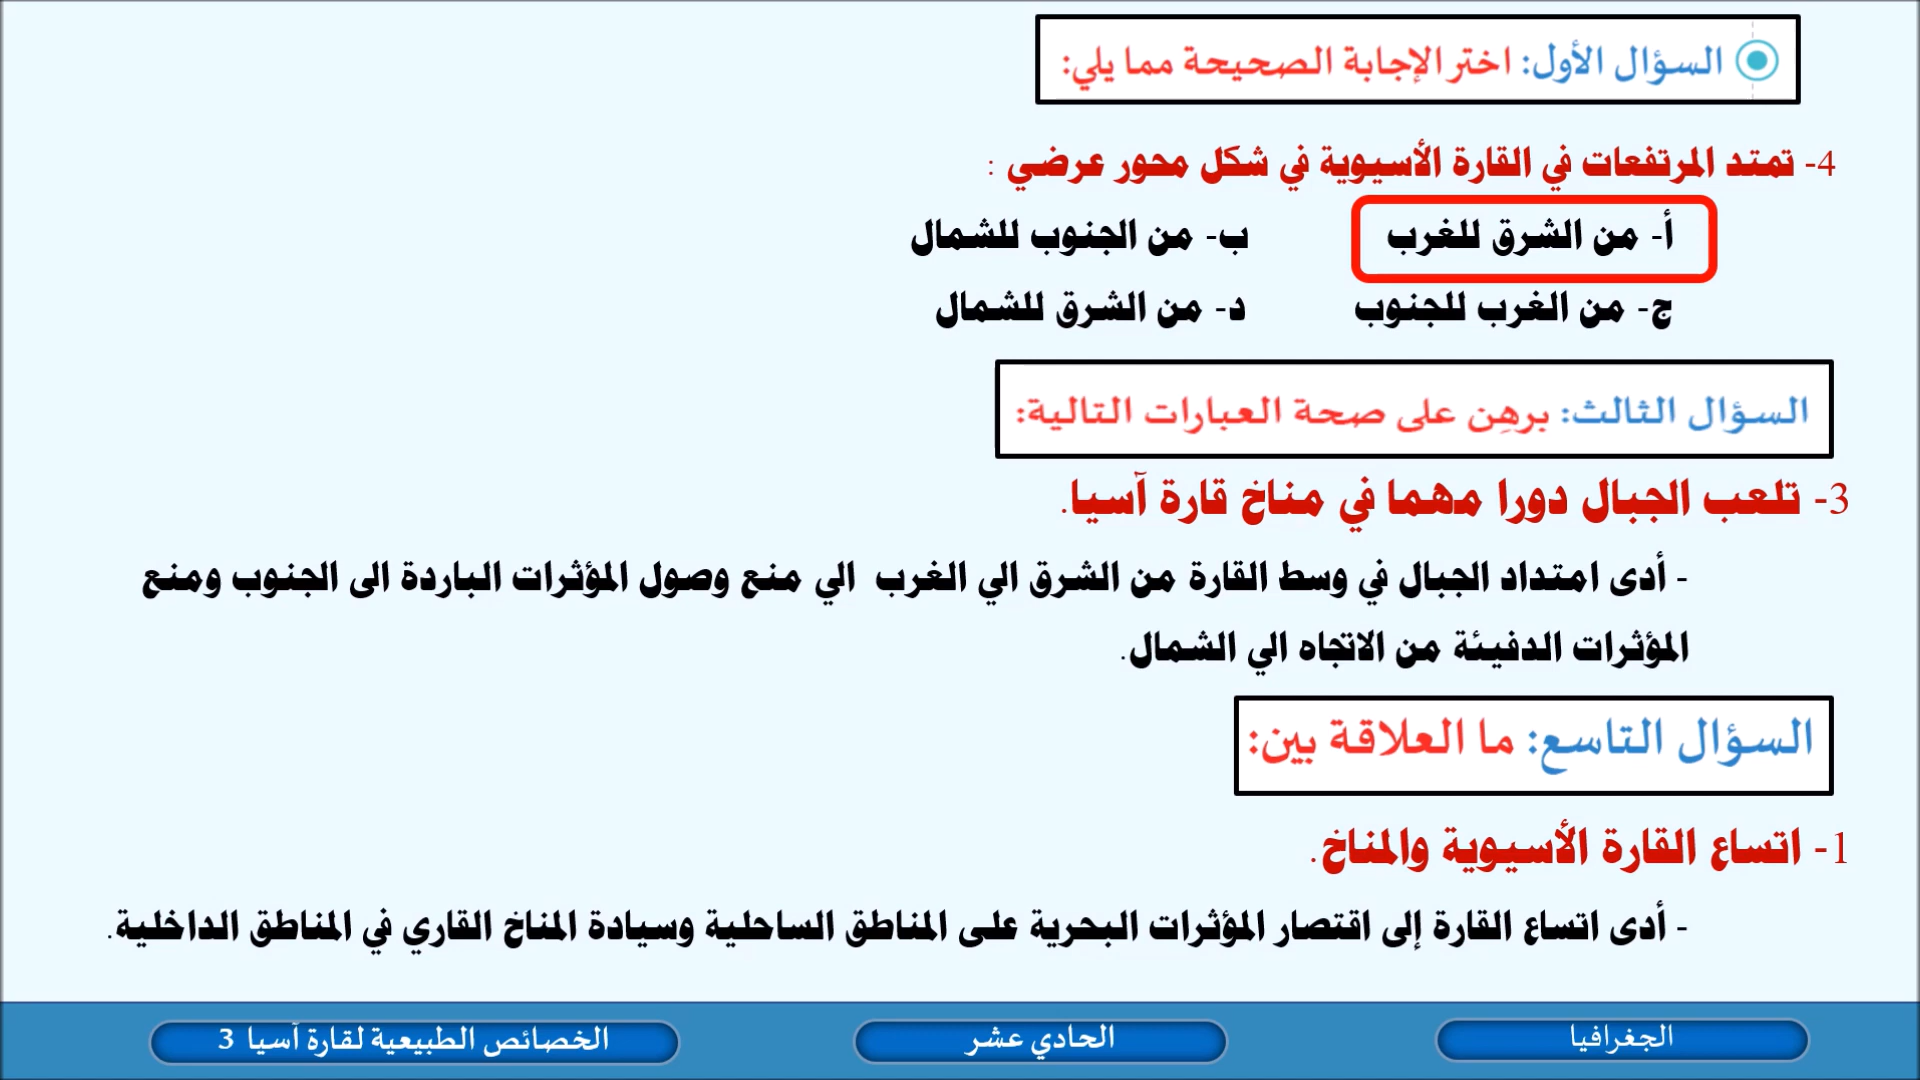 السؤال الأول: اختر الإجابة الصحيحة مما يلي:
4- تمتد المرتفعات في القارة الأسيوية في شكل محور عرضي :
أ- من الشرق للغرب ب- من الجنوب للشمال
ج- من الغرب للجنوب د- من الشرق للشمال
السؤال الثالث: برهِن على صحة العبارات التالية:
3- تلعب الجبال دورا مهما في مناخ قارة آسيا.
- أدى امتداد الجبال في وسط القارة من الشرق الي الغرب الي منع وصول المؤثرات الباردة الى الجنوب ومنع
المؤثرات الدفيئة من الاتجاه الي الشمال.
السؤال التاسع: ما العلاقة بين:
1- اتساع القارة الأسيوية والمناخ.
- أدى اتساع القارة إلى اقتصار المؤثرات البحرية على المناطق الساحلية وسيادة المناخ القاري في المناطق الداخلية.
الجغرافيا الحادي عشر الخصائص الطبيعية لقارة آسيا 3